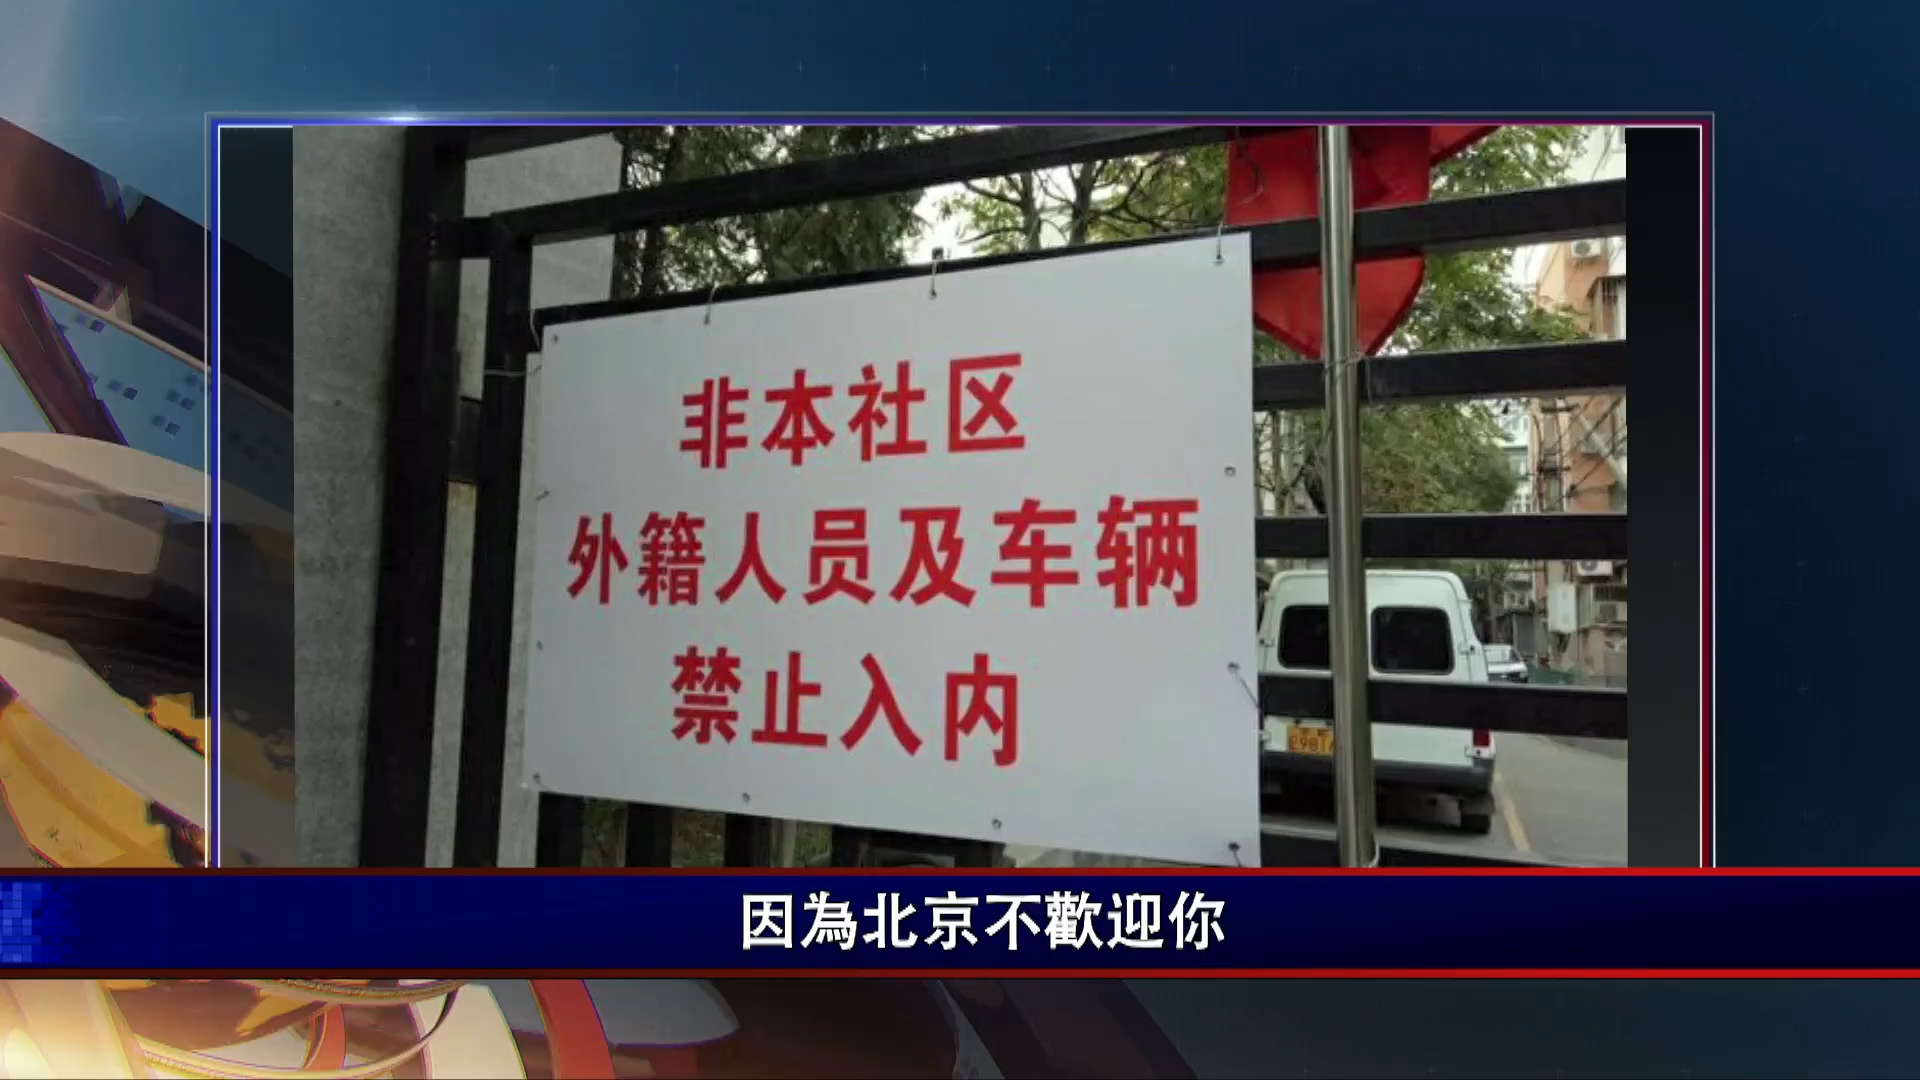 非本社区
外籍人员及车辆
禁止入内
因為北京不歡迎你